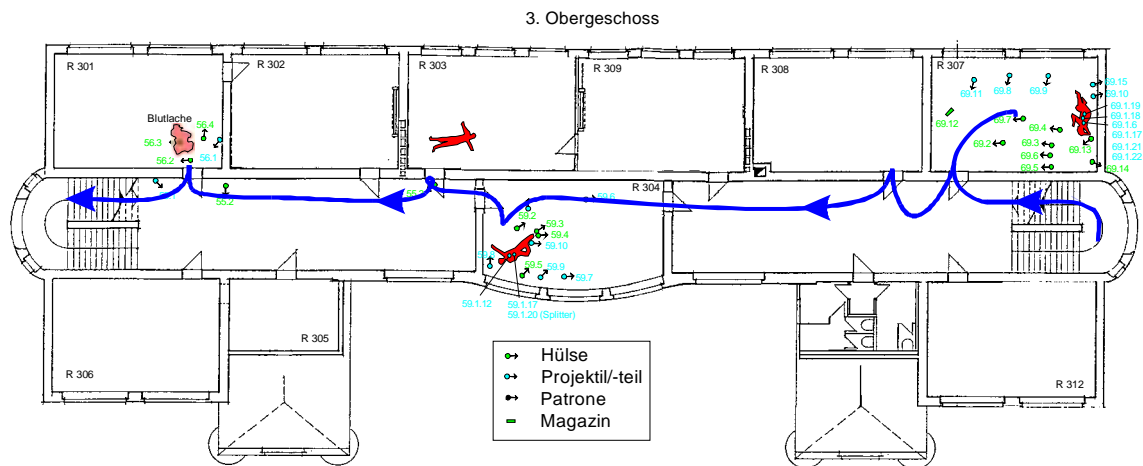 3. Obergeschoss
R 301
R 302
R 303
R 309
R 308
R 307
Blutlache
56.4
56.3
56.1
56.2
55.2
69.15
69.11
69.8
69.9
69.10
69.12
69.1.19
69.1.18
69.7
69.4
69.1.6
69.1.17
69.2
69.3
69.13
69.1.21
69.6
69.1.22
69.5
69.14
R 304
59.6
59.2
59.3
59.4
59.10
59.5
59.9
59.7
59.1.12
59.1.17
59.1.20 (Splitter)
R 305
R 306
R 312
Hülse
Projektil/-teil
Patrone
Magazin